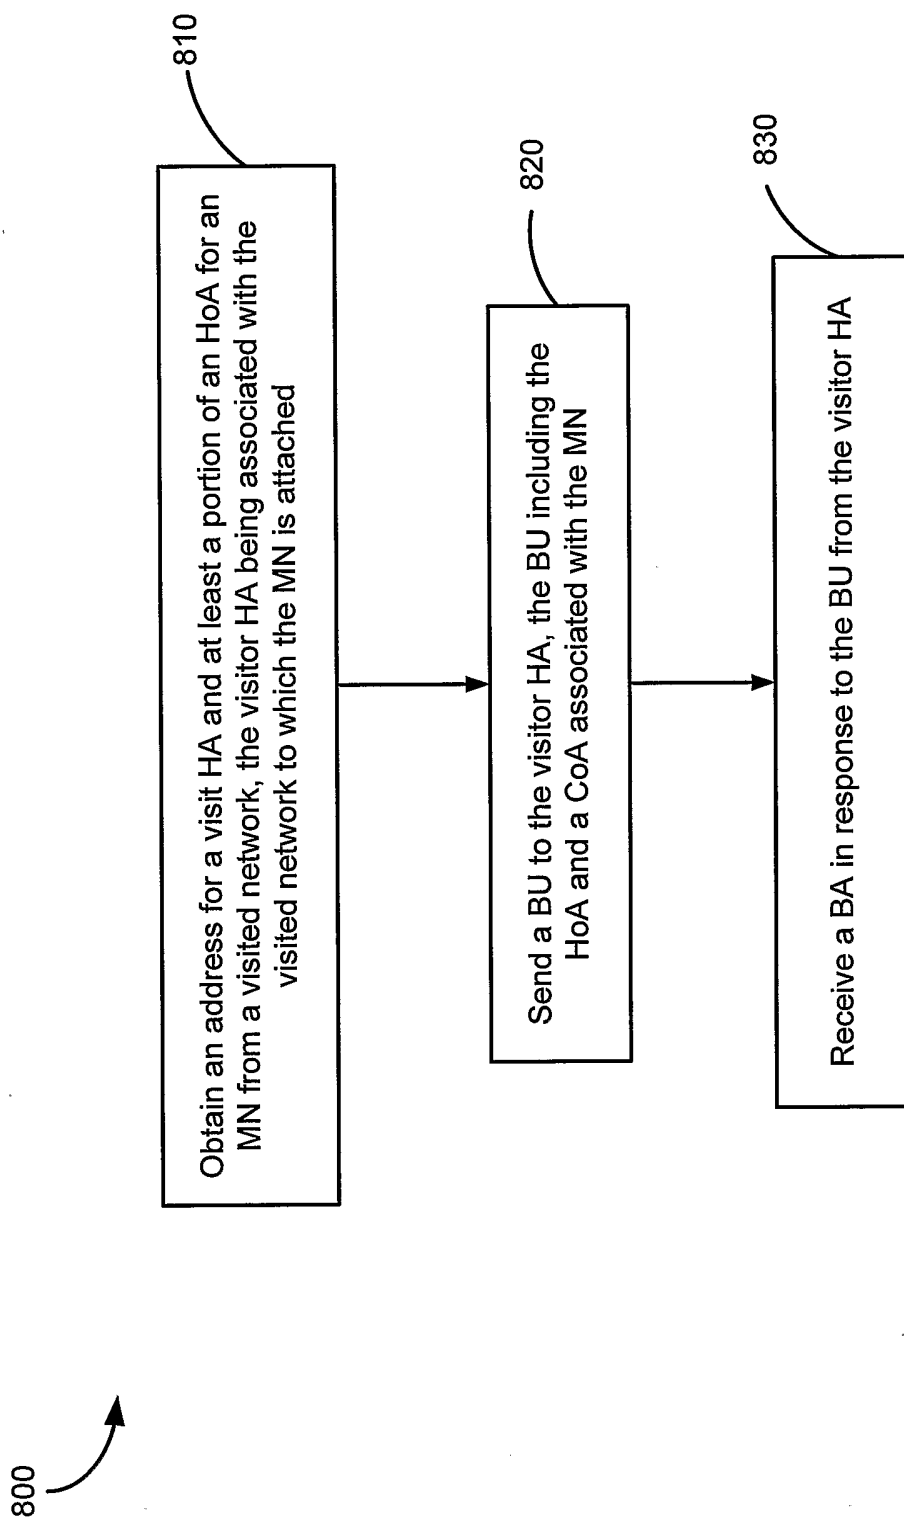 800
810
Obtain an address for a visit HA and at least a portion of an HoA for an
MN from a visited network, the visitor HA being associated with the
visited network to which the MN is attached
820
Send a BU to the visitor HA, the BU including the
HoA and a CoA associated with the MN
830
Receive a BA in response to the BU from the visitor HA